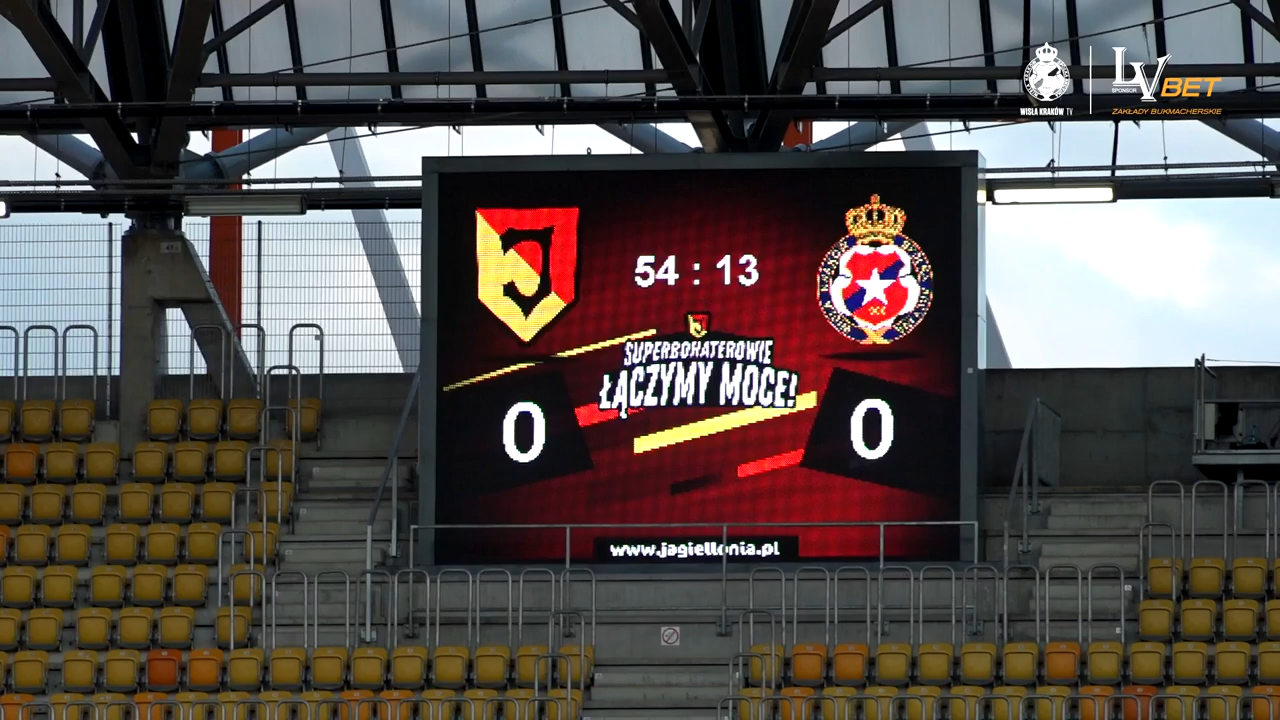 LV BET
SPONSOR
WISŁA KRAKÓW TV
ZAKŁADY BUKMACHERSKIE
J
54 : 13
SUPERBOHATEROWIE
ŁĄCZYMY MOCE!
0
0
www.jagiellonia.pl